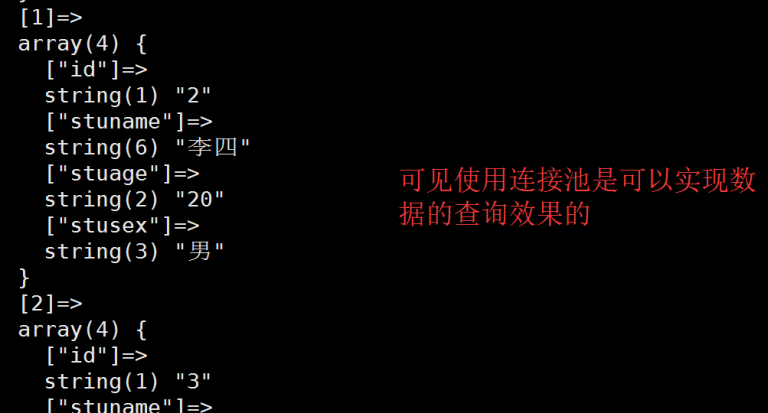 [1]=>
array(4) {
["id"]=>
string(1) "2"
["stuname"]=>
string(6) "李四"
["stuage"]=>
string(2) "20"
["stusex"]=>
string(3) "男"
}
[2]=>
array(4) {
["id"]=>
string(1) "3"
["stuname"]=>
可见使用连接池是可以实现数
据的查询效果的